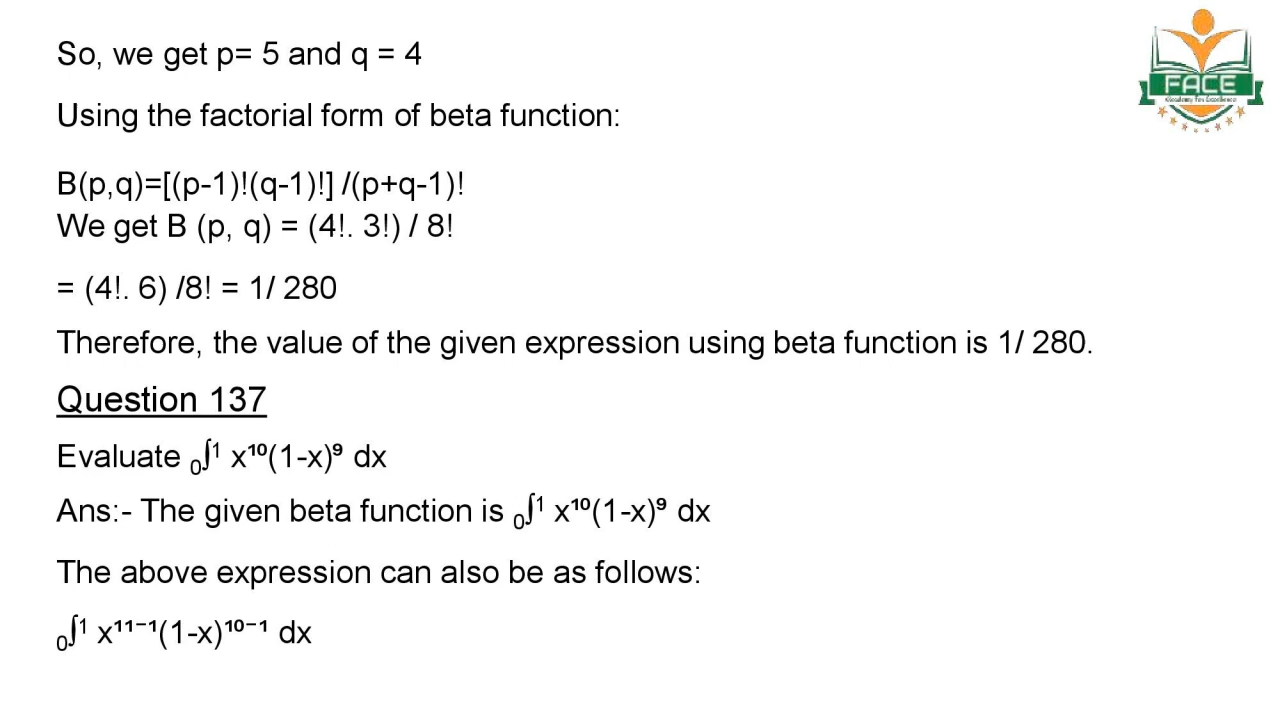 So, we get p= 5 and q = 4
FACE
Academy For Excellence
Using the factorial form of beta function:
B(p,q)=[(p-1)!(q-1)!] /(p+q-1)!
We get B (p, q) = (4!. 3!) / 8!
= (4!. 6) /8! = 1/ 280
Therefore, the value of the given expression using beta function is 1/ 280.
Question 137
Evaluate ₀∫¹ x¹⁰(1-x)⁹ dx
Ans:- The given beta function is ₀∫¹ x¹⁰(1-x)⁹ dx
The above expression can also be as follows:
₀∫¹ x¹¹⁻¹(1-x)¹⁰⁻¹ dx